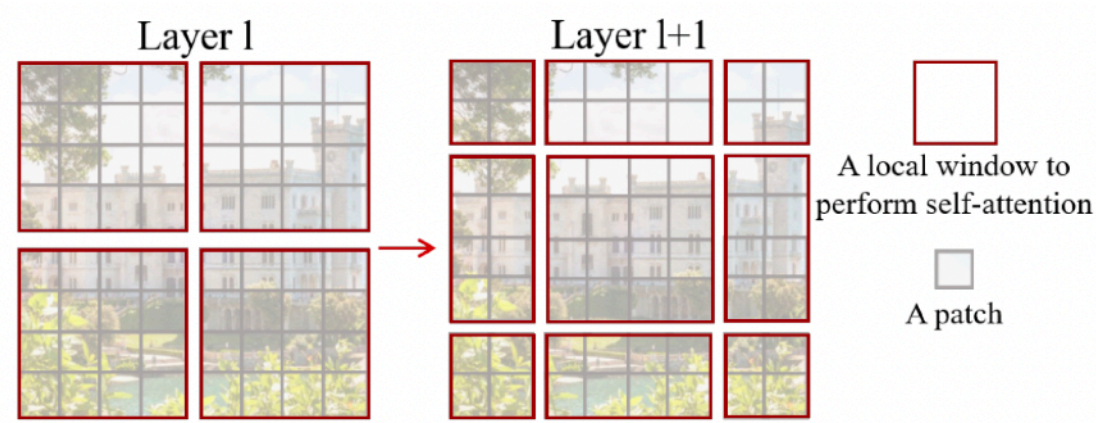 Layer l
Layer l+1
A local window to
perform self-attention
A patch